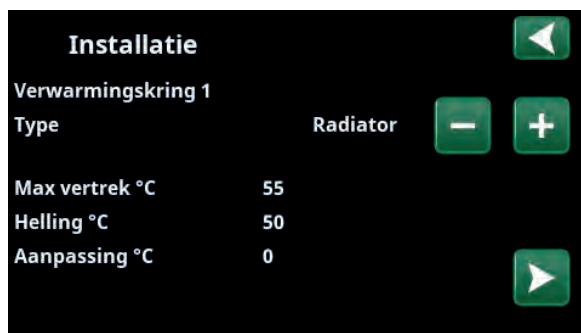 Installatie
Verwarmingskring 1
Type Radiator
Max vertrek °C 55
Helling °C 50
Aanpassing °C 0